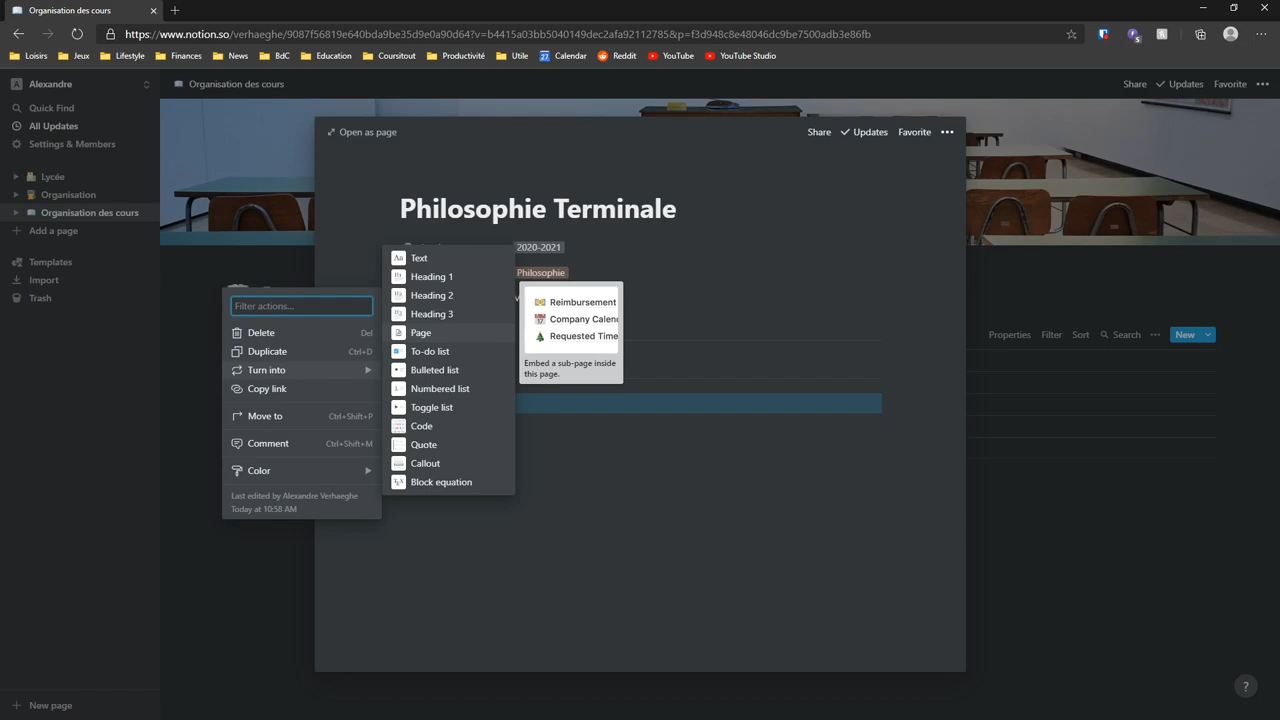 Organisation des cours
https://www.notion.so/verhaeghe/9087f56819e640bda9be35d9e0a90d64?v=b4415a03bb5040149dec2afa92112785&p=f3d948c8e48046dc9be7500adb3e86fb
Loisirs Jeux Lifestyle Finances News BdC Education Coursitout Productivité Utile Calendar Reddit YouTube YouTube Studio
A Alexandre
Organisation des cours
Share Updates Favorite
Quick Find
All Updates
Settings & Members
Lycée
Organisation
Organisation des cours
Add a page
Templates
Import
Trash
New page
Open as page
Share Updates Favorite
Philosophie Terminale
2020-2021
Philosophie
Filter actions...
Delete Del
Duplicate Ctrl+D
Turn into
Copy link
Move to Ctrl+Shift+P
Comment Ctrl+Shift+M
Color
Last edited by Alexandre Verhaeghe
Today at 10:58 AM
Text
Heading 1
Heading 2
Heading 3
Page
To-do list
Bulleted list
Numbered list
Toggle list
Code
Quote
Callout
Block equation
Reimbursement
Company Calen
Requested Time
Embed a sub-page inside
this page.
Properties Filter Sort Search New
?